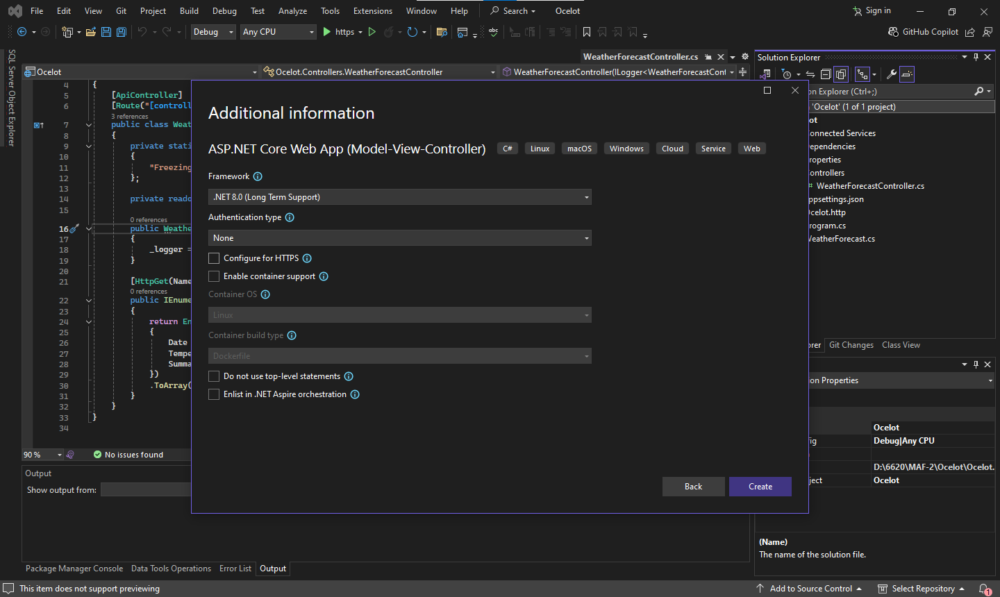 File Edit View Git Project Build Debug Test Analyze Tools Extensions Window Help Search Ocelot Sign in
Debug Any CPU https GitHub Copilot
SQL Server Object Explorer
WeatherForecastController.cs
Ocelot Ocelot.Controllers.WeatherForecastController WeatherForecastController(ILogger<WeatherForecastCont
4 {
5 [ApiController]
6 [Route("[controll
3 references
7 public class Weat
8 {
9 private stati
10 {
11 "Freezing
12 };
13
14 private reado
15
0 references
16 public Weathe
17 {
18 _logger =
19 }
20
21 [HttpGet(Name
0 references
22 public IEnume
23 {
24 return En
25 {
26 Date
27 Tempe
28 Summa
29 })
30 .ToArray(
31 }
32 }
33 }
34
90 % No issues found
Output
Show output from:
Package Manager Console Data Tools Operations Error List Output
Additional information
ASP.NET Core Web App (Model-View-Controller) C# Linux macOS Windows Cloud Service Web
Framework
.NET 8.0 (Long Term Support)
Authentication type
None
Configure for HTTPS
Enable container support
Container OS
Linux
Container build type
Dockerfile
Do not use top-level statements
Enlist in .NET Aspire orchestration
Back Create
Solution Explorer
on Explorer (Ctrl+;)
'Ocelot' (1 of 1 project)
ot
onnected Services
ependencies
roperties
ontrollers
WeatherForecastController.cs
ppsettings.json
celot.http
rogram.cs
WeatherForecast.cs
rer Git Changes Class View
on Properties
Ocelot
fig Debug|Any CPU
D:\6620\MAF-2\Ocelot\Ocelot.
ject Ocelot
(Name)
The name of the solution file.
This item does not support previewing Add to Source Control Select Repository 1